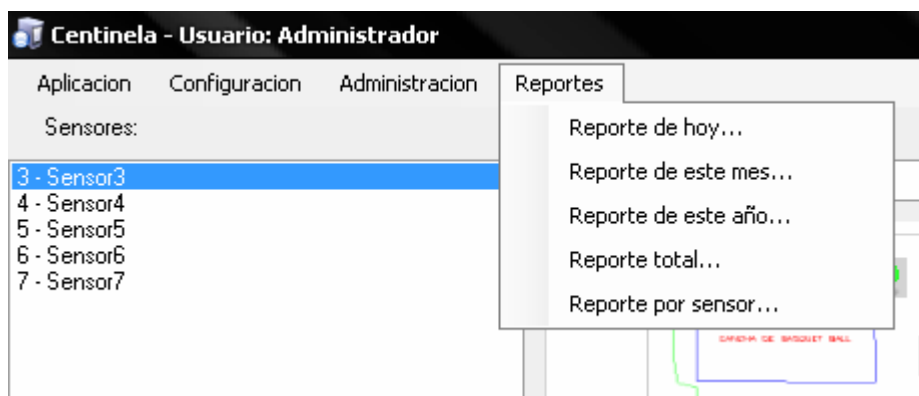 Centinela - Usuario: Administrador
Aplicacion Configuracion Administracion Reportes
Sensores:
3 - Sensor3
4 - Sensor4
5 - Sensor5
6 - Sensor6
7 - Sensor7
Reporte de hoy...
Reporte de este mes...
Reporte de este año...
Reporte total...
Reporte por sensor...
CANCHA DE BASQUET BALL